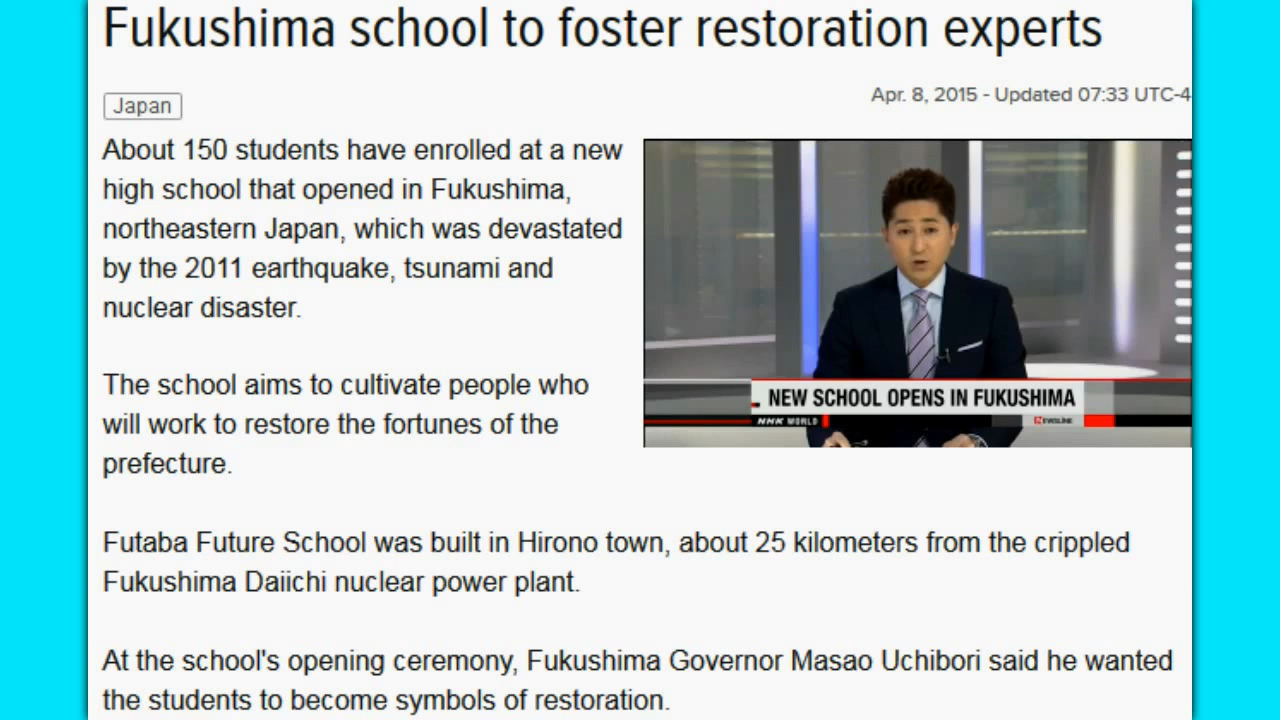 Fukushima school to foster restoration experts
Japan
Apr. 8, 2015 - Updated 07:33 UTC-4
About 150 students have enrolled at a new
high school that opened in Fukushima,
northeastern Japan, which was devastated
by the 2011 earthquake, tsunami and
nuclear disaster.
The school aims to cultivate people who
will work to restore the fortunes of the
prefecture.
NEW SCHOOL OPENS IN FUKUSHIMA
NHK WORLD
NEWSLINE
Futaba Future School was built in Hirono town, about 25 kilometers from the crippled
Fukushima Daiichi nuclear power plant.
At the school's opening ceremony, Fukushima Governor Masao Uchibori said he wanted
the students to become symbols of restoration.